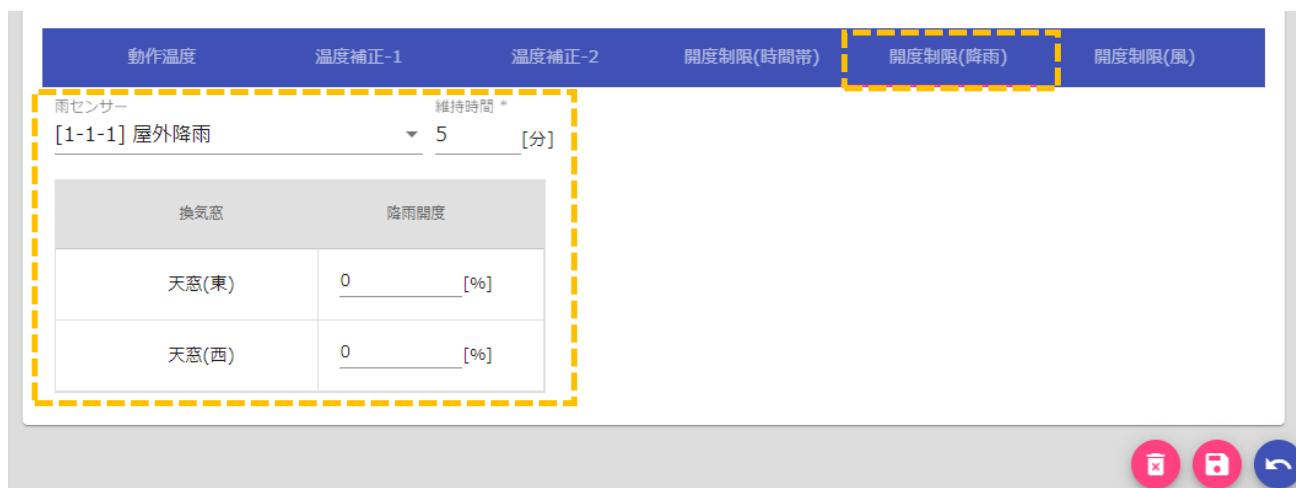 動作温度 温度補正-1 温度補正-2 開度制限(時間帯) 開度制限(降雨) 開度制限(風)
雨センサー 維持時間 *
[1-1-1] 屋外降雨 5 [分]
換気窓 降雨開度
天窓(東) 0 [%]
天窓(西) 0 [%]